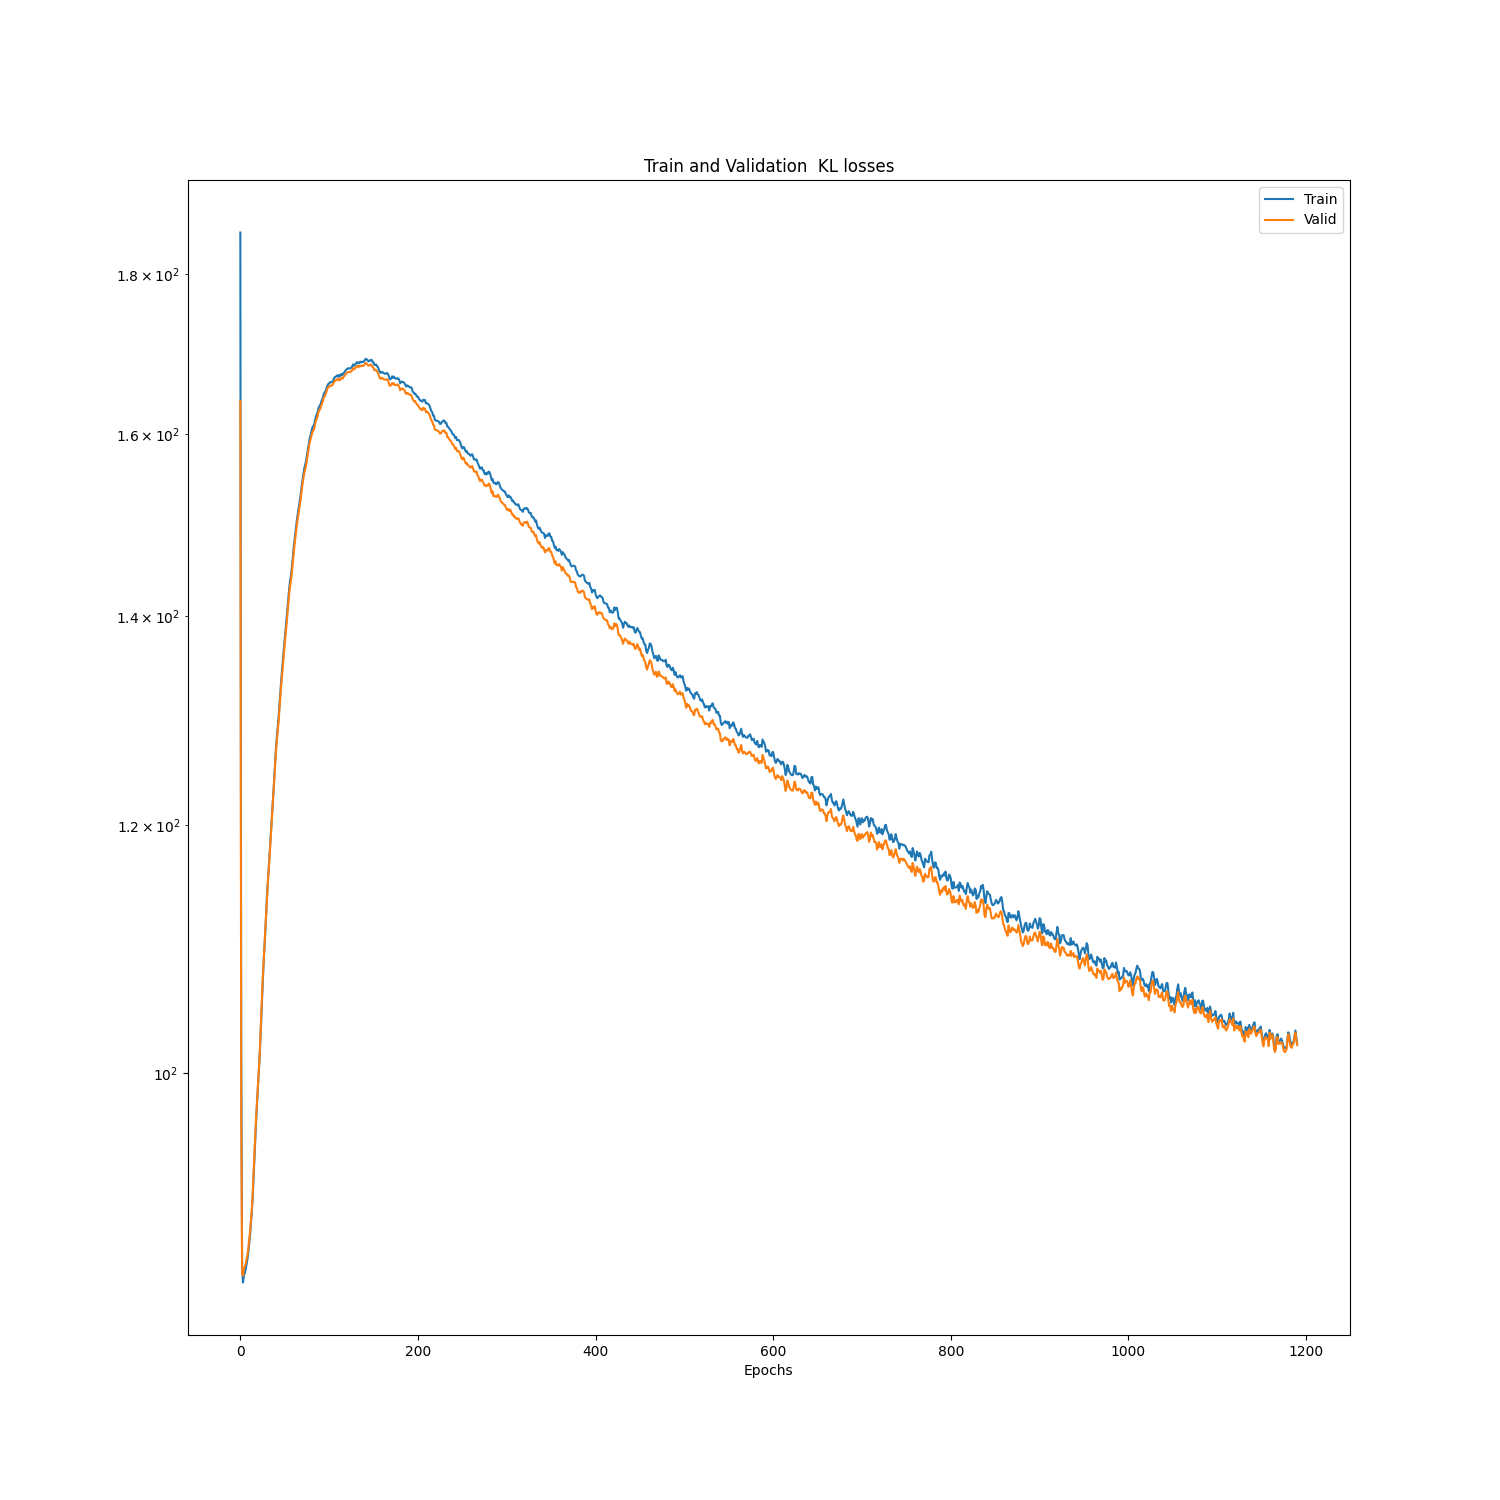 Train and Validation  KL losses
Train
Valid
1.8 × 10²
1.6 × 10²
1.4 × 10²
1.2 × 10²
10²
0 200 400 600 800 1000 1200
Epochs